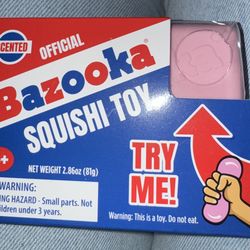 SCENTED
OFFICIAL
Bazooka
SQUISHI TOY
+
NET WEIGHT 2.86oz (81g)
TRY
ME!
WARNING:
ING HAZARD - Small parts. Not
hildren under 3 years.
Warning: This is a toy. Do not eat.